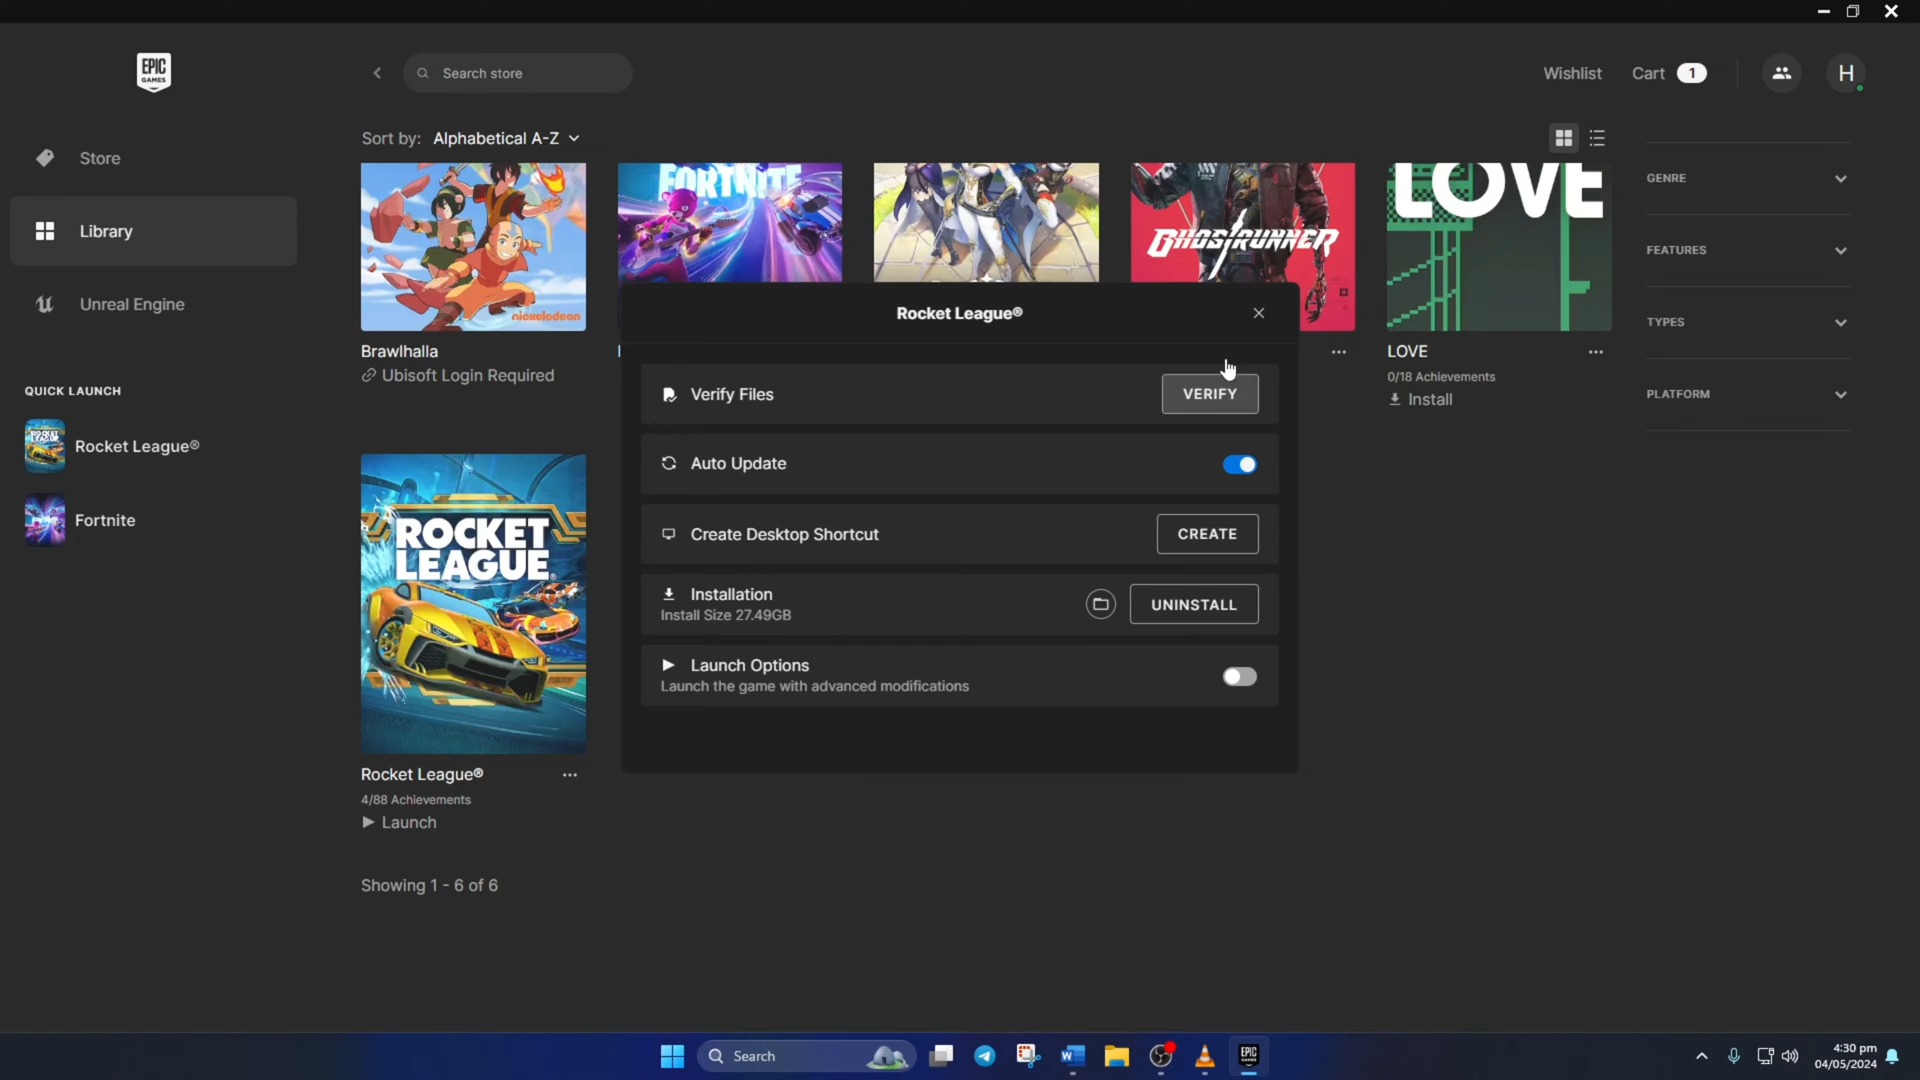 EPIC
GAMES
Search store
Wishlist
Cart
1
H
Store
Library
Unreal Engine
QUICK LAUNCH
Rocket League®
Fortnite
Sort by: Alphabetical A-Z
nickelodeon
FORTNITE
GHOSTRUNNER
LOVE
Brawlhalla
Ubisoft Login Required
LOVE
0/18 Achievements
Install
GENRE
FEATURES
TYPES
PLATFORM
Rocket League®
Verify Files
VERIFY
Auto Update
Create Desktop Shortcut
CREATE
Installation
Install Size 27.49GB
UNINSTALL
Launch Options
Launch the game with advanced modifications
ROCKET
LEAGUE
Rocket League®
4/88 Achievements
Launch
Showing 1 - 6 of 6
Search
EPIC
GAMES
4:30 pm
04/05/2024